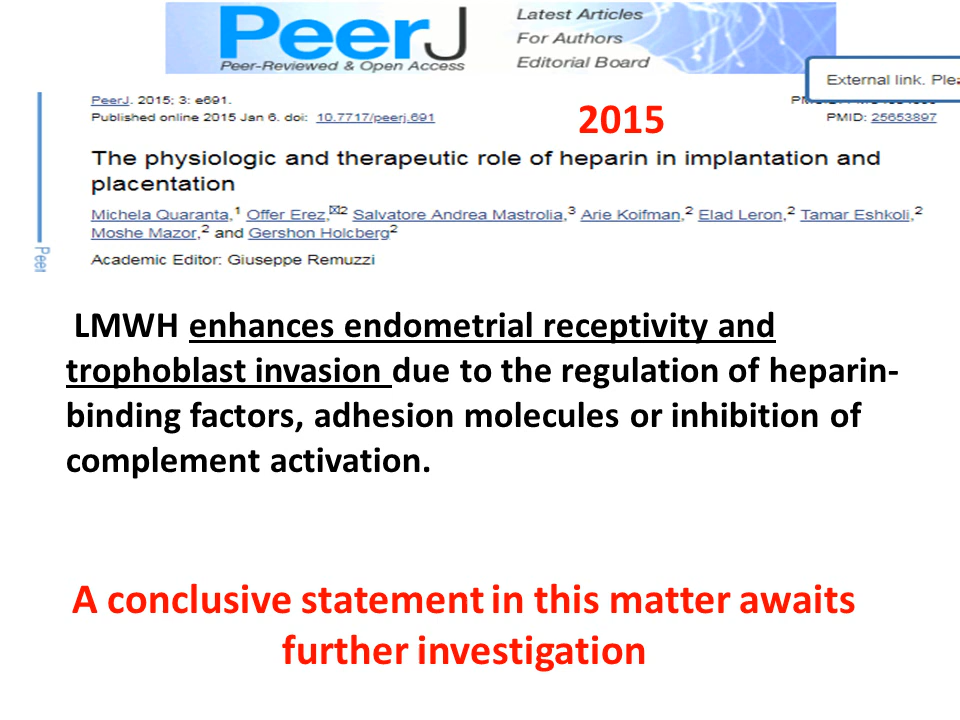 PeerJ
Peer-Reviewed & Open Access
Latest Articles
For Authors
Editorial Board
External link. Plea
PeerJ. 2015; 3: e691.
Published online 2015 Jan 6. doi: 10.7717/peerj.691
2015
PMID: 25653897
The physiologic and therapeutic role of heparin in implantation and
placentation
Michela Quaranta,1 Offer Erez,✉2 Salvatore Andrea Mastrolia,3 Arie Koifman,2 Elad Leron,2 Tamar Eshkoli,2
Moshe Mazor,2 and Gershon Holcberg2
Academic Editor: Giuseppe Remuzzi
Peer
LMWH enhances endometrial receptivity and
trophoblast invasion due to the regulation of heparin-
binding factors, adhesion molecules or inhibition of
complement activation.
A conclusive statement in this matter awaits
further investigation